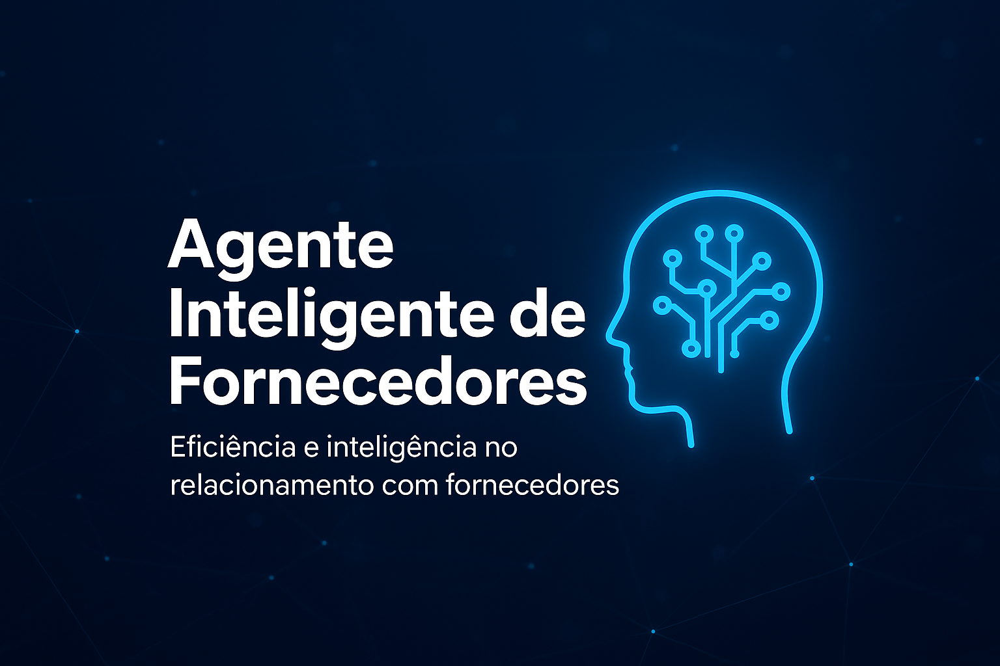 Agente
Inteligente de
Fornecedores
Eficiência e inteligência no
relacionamento com fornecedores